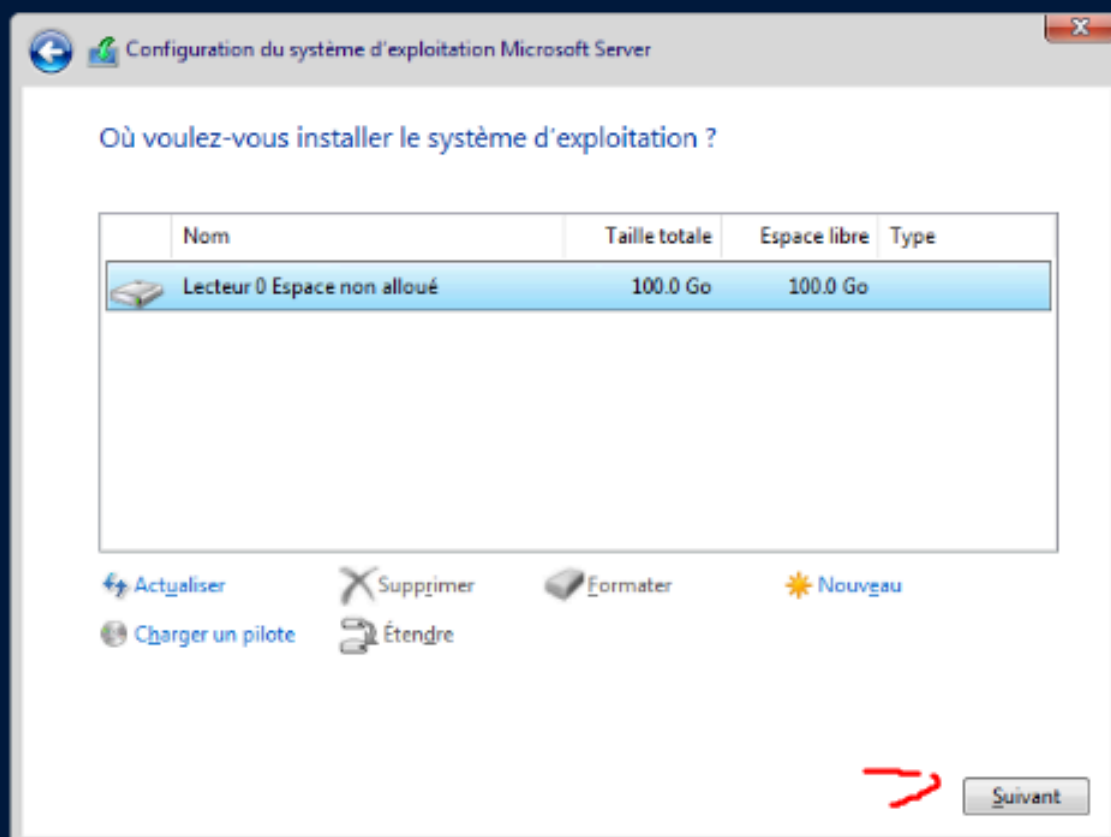 Configuration du système d'exploitation Microsoft Server
Où voulez-vous installer le système d'exploitation ?
Nom Taille totale Espace libre Type
Lecteur 0 Espace non alloué 100.0 Go 100.0 Go
Actualiser Supprimer Formater Nouveau
Charger un pilote Étendre
Suivant